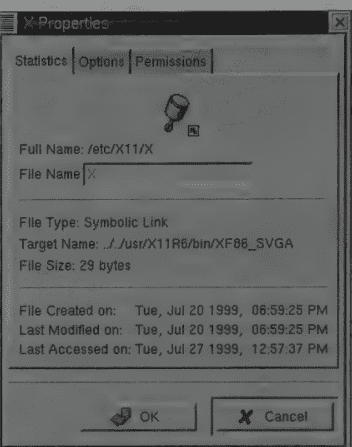 X Properties
Statistics Options Permissions
Full Name: /etc/X11/X
File Name X
File Type: Symbolic Link
Target Name: ../../usr/X11R6/bin/XF86_SVGA
File Size: 29 bytes
File Created on: Tue, Jul 20 1999, 06:59:25 PM
Last Modified on: Tue, Jul 20 1999, 06:59:25 PM
Last Accessed on: Tue, Jul 27 1999, 12:57:37 PM
OK Cancel